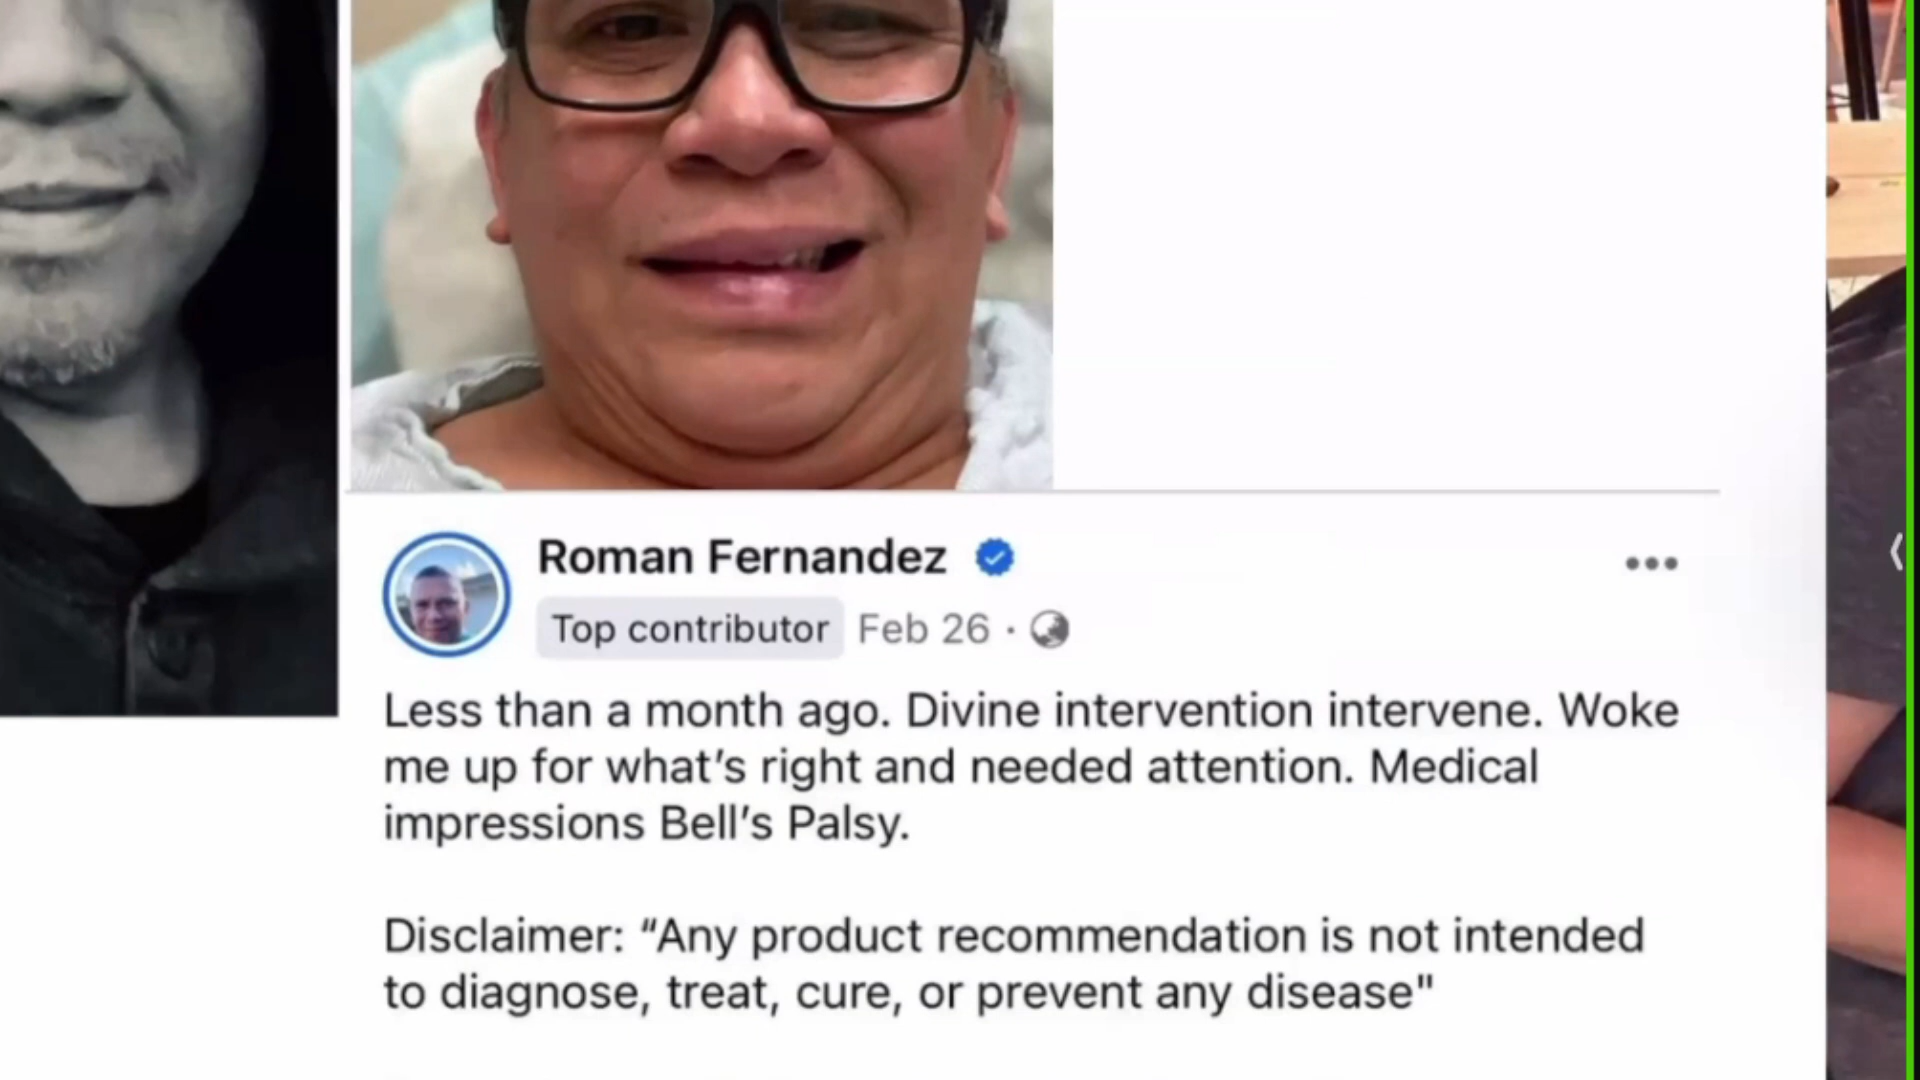 Roman Fernandez
Top contributor Feb 26 ·
Less than a month ago. Divine intervention intervene. Woke
me up for what's right and needed attention. Medical
impressions Bell's Palsy.
Disclaimer: “Any product recommendation is not intended
to diagnose, treat, cure, or prevent any disease"